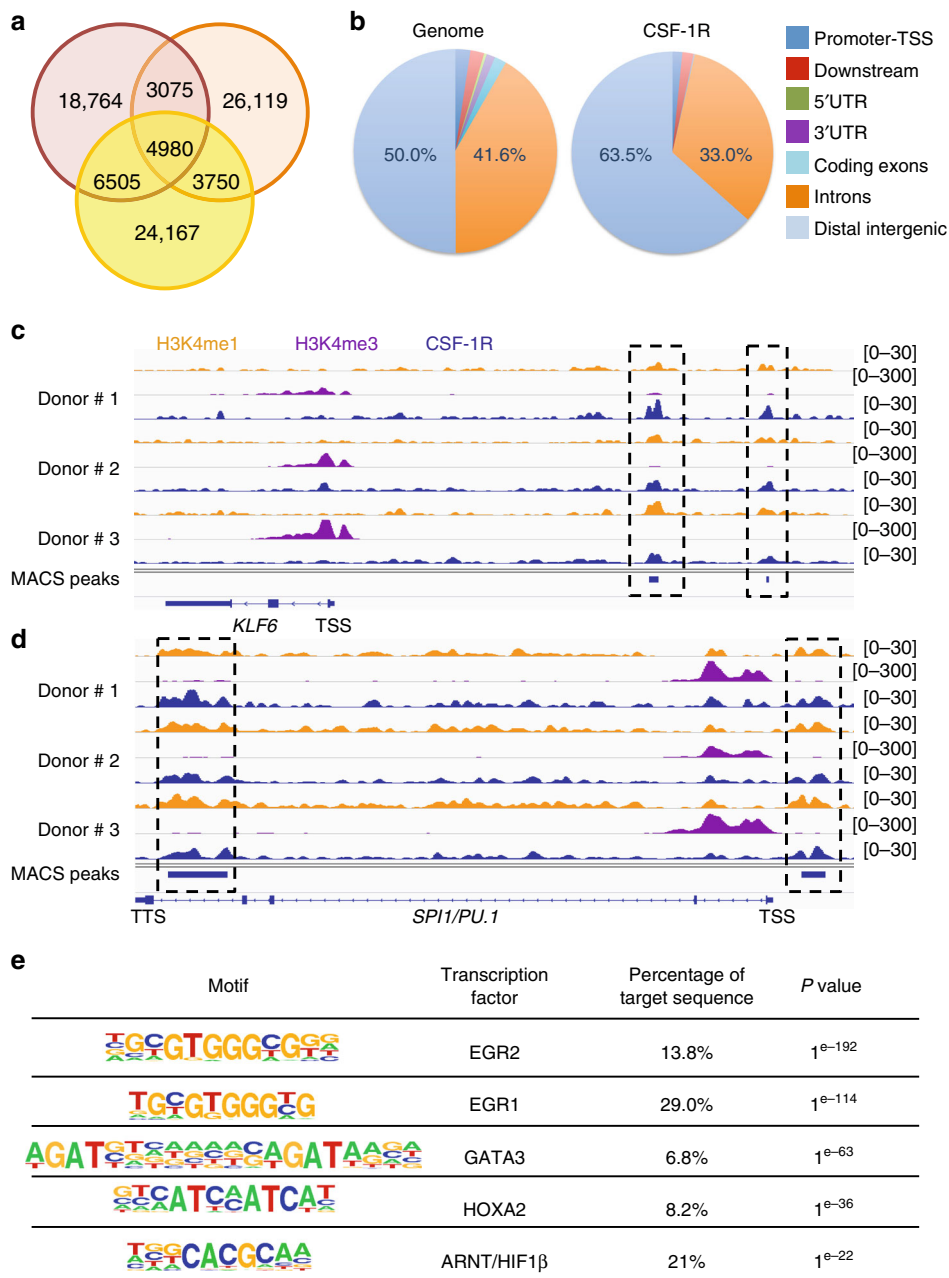 a
18,764
3075
26,119
4980
6505
3750
24,167
b
Genome
CSF-1R
50.0%
41.6%
63.5%
33.0%
Promoter-TSS
Downstream
5′UTR
3′UTR
Coding exons
Introns
Distal intergenic
c
H3K4me1
H3K4me3
CSF-1R
Donor # 1
[0–30]
[0–300]
[0–30]
Donor # 2
[0–30]
[0–300]
[0–30]
Donor # 3
[0–30]
[0–300]
[0–30]
MACS peaks
KLF6
TSS
d
Donor # 1
[0–30]
[0–300]
[0–30]
Donor # 2
[0–30]
[0–300]
[0–30]
Donor # 3
[0–30]
[0–300]
[0–30]
MACS peaks
TTS
SPI1/PU.1
TSS
e
Motif
Transcription factor
Percentage of target sequence
P value
TGCGTGGGCGGG EGR2 13.8% 1e–192
TGCGTGGGTG EGR1 29.0% 1e–114
GATA3 6.8% 1e–63
HOXA2 8.2% 1e–36
ARNT/HIF1β 21% 1e–22